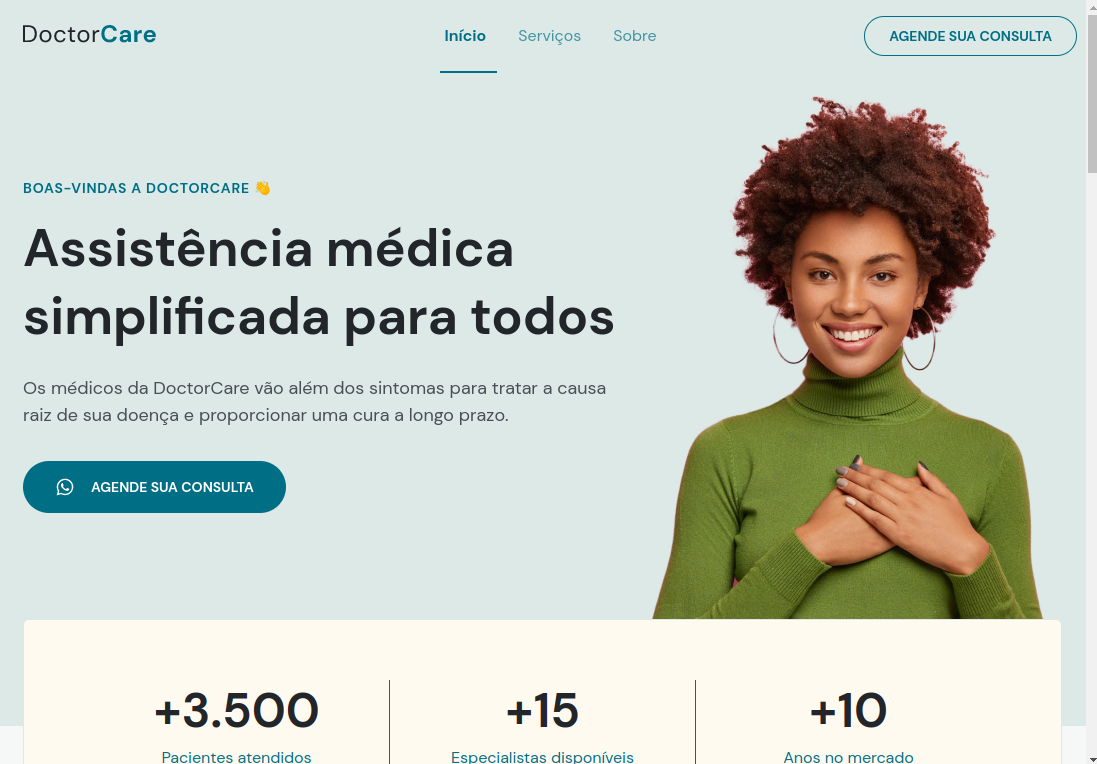 DoctorCare
Início
Serviços
Sobre
AGENDE SUA CONSULTA
BOAS-VINDAS A DOCTORCARE 👋
Assistência médica
simplificada para todos
Os médicos da DoctorCare vão além dos sintomas para tratar a causa
raiz de sua doença e proporcionar uma cura a longo prazo.
AGENDE SUA CONSULTA
+3.500
Pacientes atendidos
+15
Especialistas disponíveis
+10
Anos no mercado